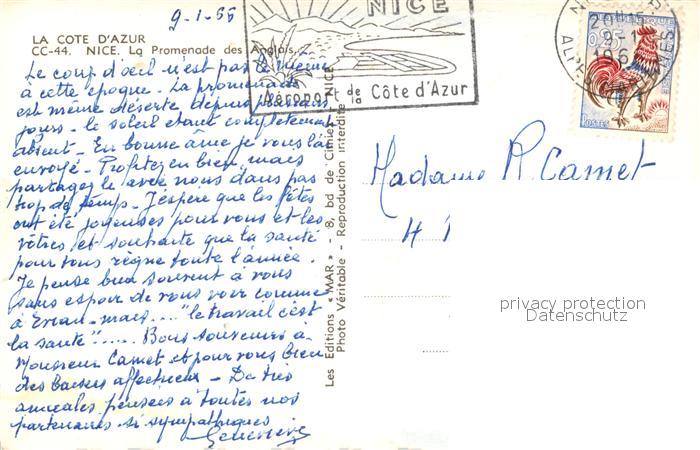 9-1-66
LA COTE D'AZUR
CC-44. NICE. La Promenade des Anglais.
Le coup d'œil n'est pas le même
à cette époque. La promenade
est même déserte depuis plusieurs
jours. le soleil étant complètement
absent. En bonne âme je vous l'ai
envoyé. Profitez en bien, mais
partagez le avec nous dans pas
trop de temps. J'espère que les fêtes
ont été joyeuses pour vous et les
vôtres, et souhaite que la santé
pour tous règne toute l'année.
Je pense bien souvent à vous
sans espoir de vous voir comme
à Evian. mais... "le travail c'est
la santé"..... Bons souvenirs à
Monsieur Camet et pour vous bien
des baisers affectueux - De très
amicales pensées à toutes nos
partenaires si sympathiques
Geneviève
Les Editions "MAR" - 8, bd de Cimiez - NICE
Photo Véritable - Reproduction interdite
NICE
Aéroport de la Côte d'Azur
POSTES
Madame R. Camet
privacy protection
Datenschutz